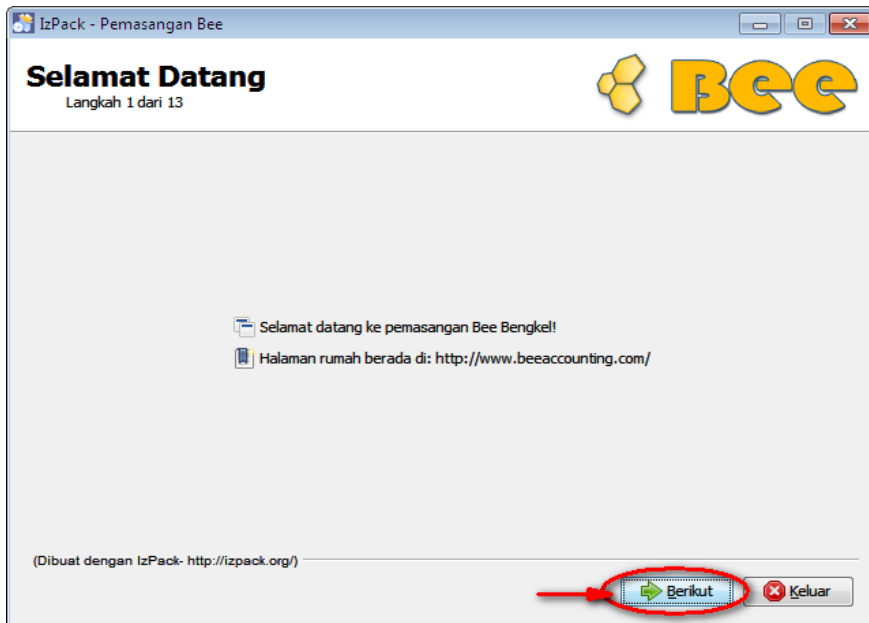 IzPack - Pemasangan Bee
Selamat Datang
Langkah 1 dari 13
Bee
Selamat datang ke pemasangan Bee Bengkel!
Halaman rumah berada di: http://www.beeaccounting.com/
(Dibuat dengan IzPack- http://izpack.org/)
Berikut
Keluar